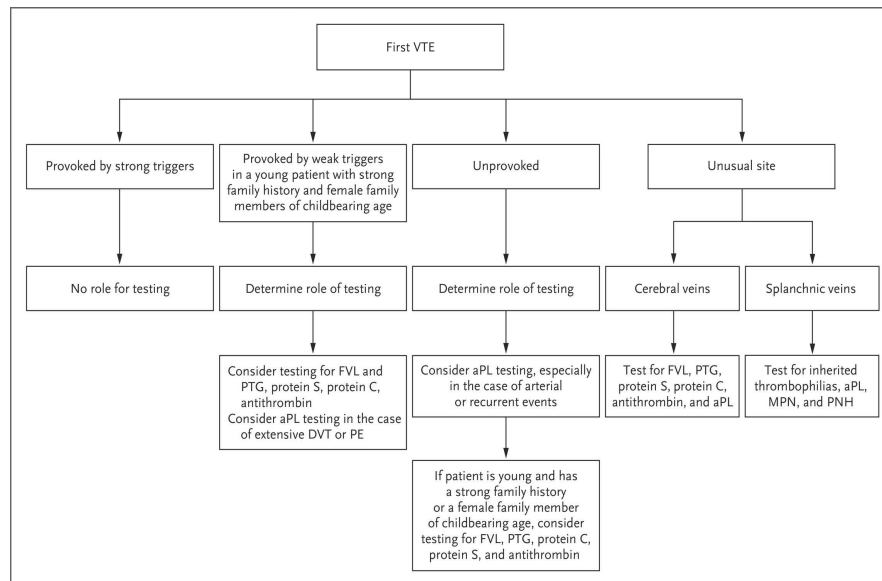 First VTE
Provoked by strong triggers
Provoked by weak triggers
in a young patient with strong
family history and female family
members of childbearing age
Unprovoked
Unusual site
No role for testing
Determine role of testing
Determine role of testing
Cerebral veins
Splanchnic veins
Consider testing for FVL and
PTG, protein S, protein C,
antithrombin
Consider aPL testing in the case
of extensive DVT or PE
Consider aPL testing, especially
in the case of arterial
or recurrent events
Test for FVL, PTG,
protein S, protein C,
antithrombin, and aPL
Test for inherited
thrombophilias, aPL,
MPN, and PNH
If patient is young and has
a strong family history
or a female family member
of childbearing age, consider
testing for FVL, PTG, protein C,
protein S, and antithrombin